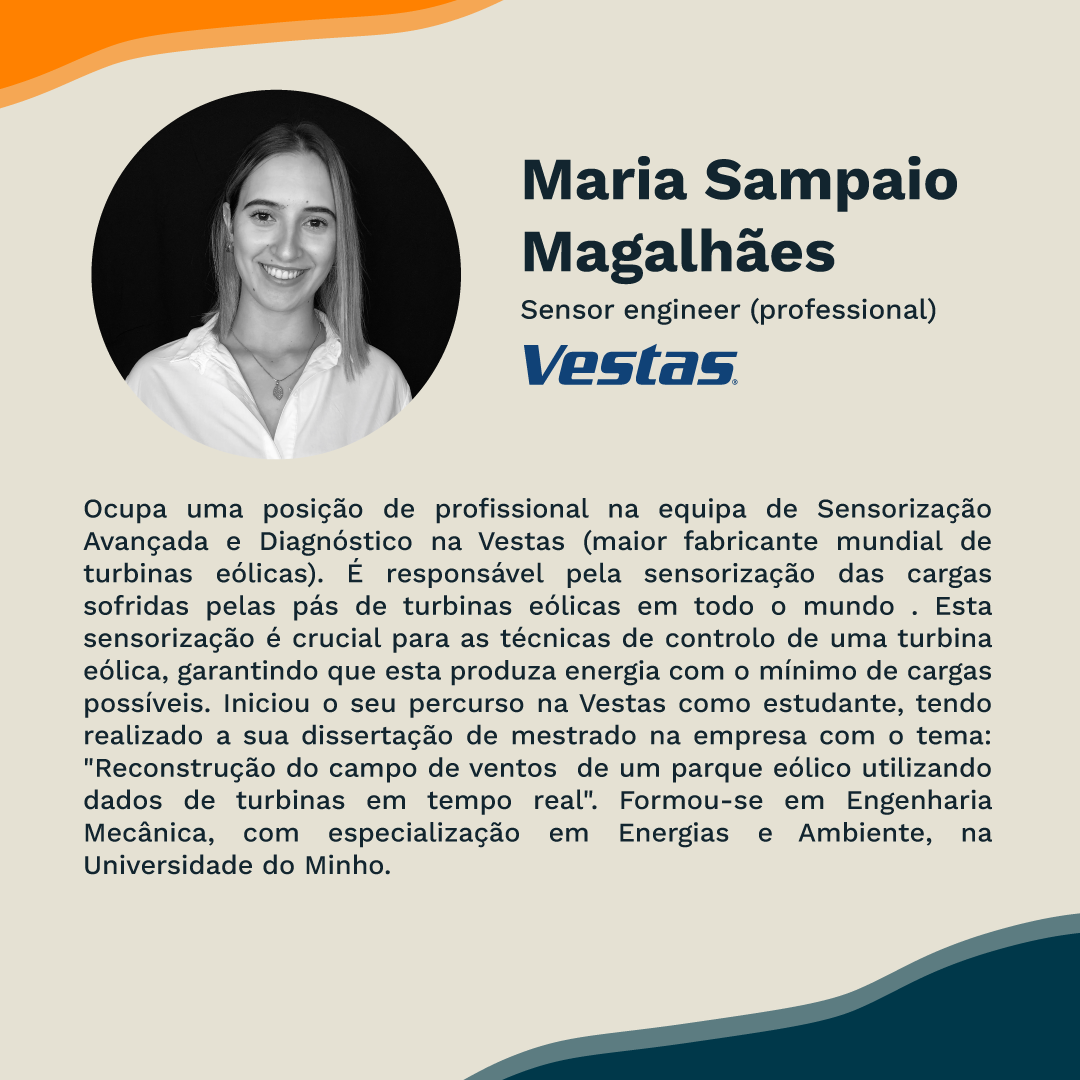 Maria Sampaio
Magalhães
Sensor engineer (professional)
Vestas®
Ocupa uma posição de profissional na equipa de Sensorização
Avançada e Diagnóstico na Vestas (maior fabricante mundial de
turbinas eólicas). É responsável pela sensorização das cargas
sofridas pelas pás de turbinas eólicas em todo o mundo . Esta
sensorização é crucial para as técnicas de controlo de uma turbina
eólica, garantindo que esta produza energia com o mínimo de cargas
possíveis. Iniciou o seu percurso na Vestas como estudante, tendo
realizado a sua dissertação de mestrado na empresa com o tema:
"Reconstrução do campo de ventos  de um parque eólico utilizando
dados de turbinas em tempo real". Formou-se em Engenharia
Mecânica, com especialização em Energias e Ambiente, na
Universidade do Minho.